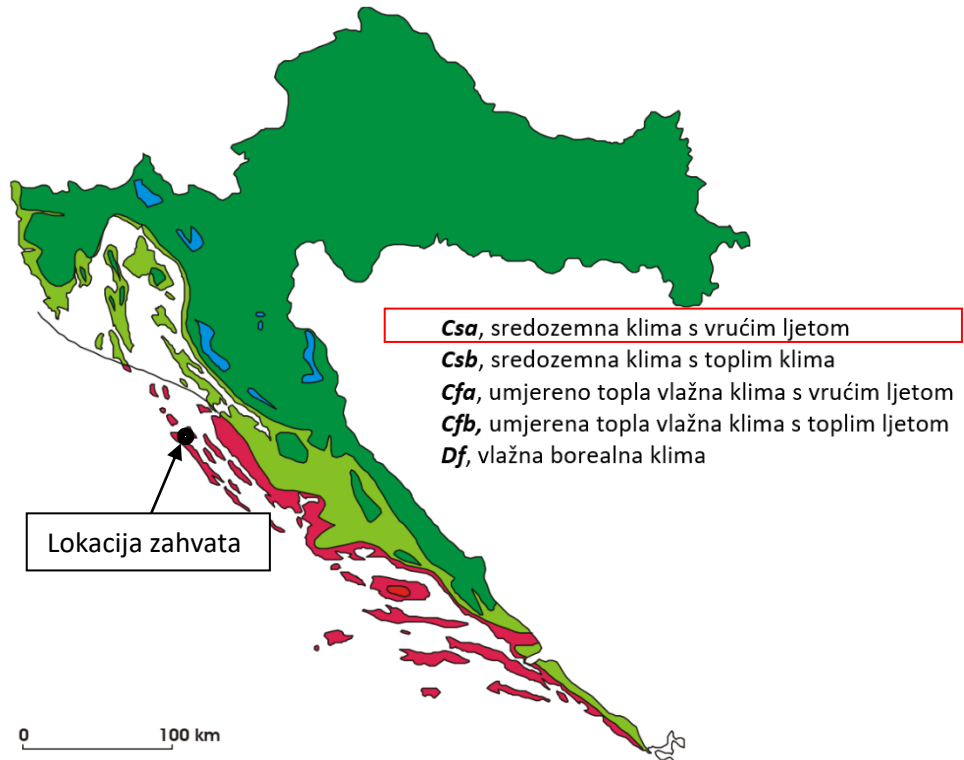 Csa, sredozemna klima s vrućim ljetom
Csb, sredozemna klima s toplim klima
Cfa, umjereno topla vlažna klima s vrućim ljetom
Cfb, umjerena topla vlažna klima s toplim ljetom
Df, vlažna borealna klima
Lokacija zahvata
0 100 km